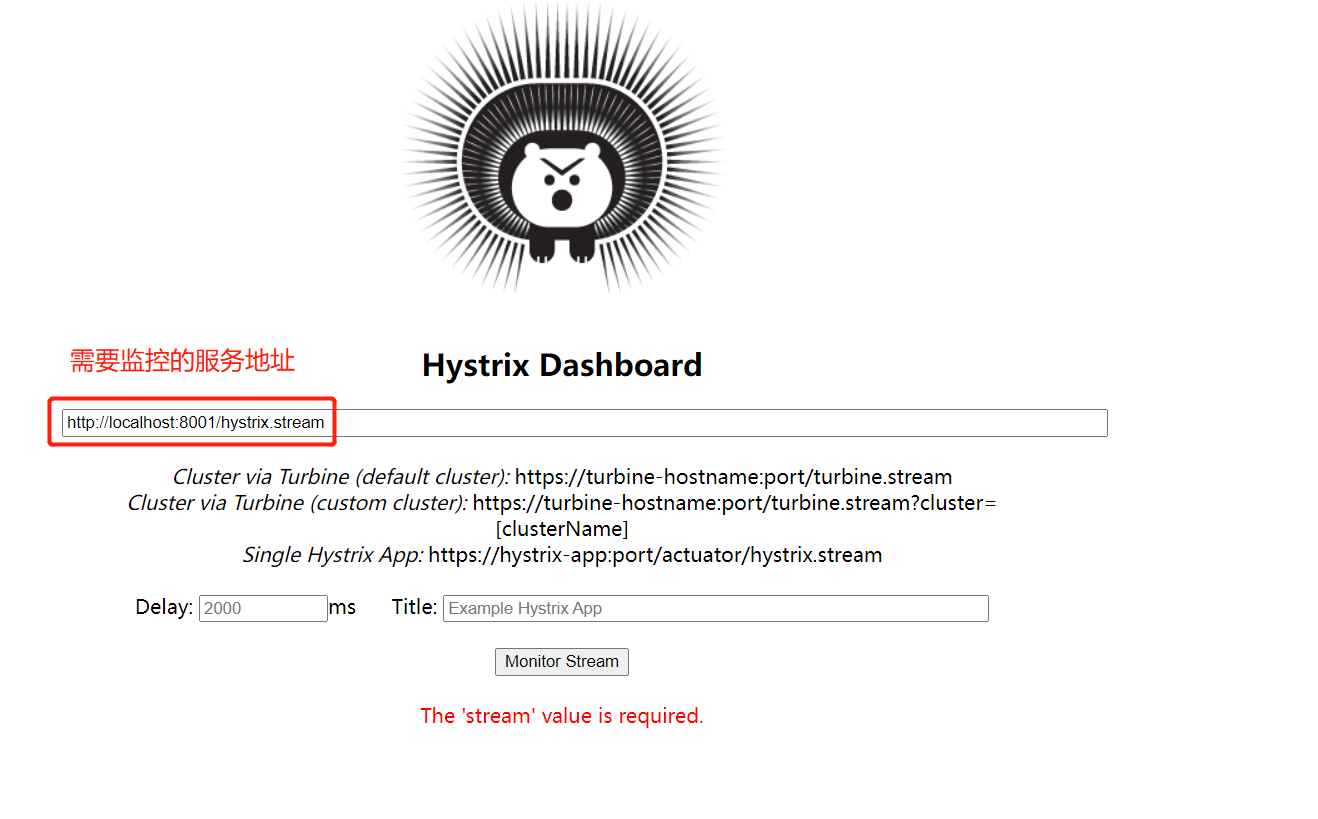 需要监控的服务地址
Hystrix Dashboard
http://localhost:8001/hystrix.stream
Cluster via Turbine (default cluster): https://turbine-hostname:port/turbine.stream
Cluster via Turbine (custom cluster): https://turbine-hostname:port/turbine.stream?cluster=
[clusterName]
Single Hystrix App: https://hystrix-app:port/actuator/hystrix.stream
Delay: 2000 ms Title: Example Hystrix App
Monitor Stream
The 'stream' value is required.